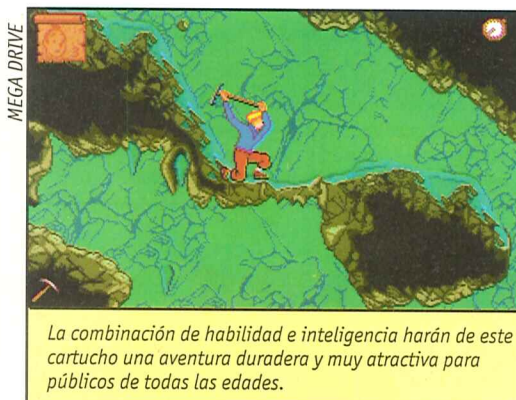 MEGA DRIVE
La combinación de habilidad e inteligencia harán de este
cartucho una aventura duradera y muy atractiva para
públicos de todas las edades.